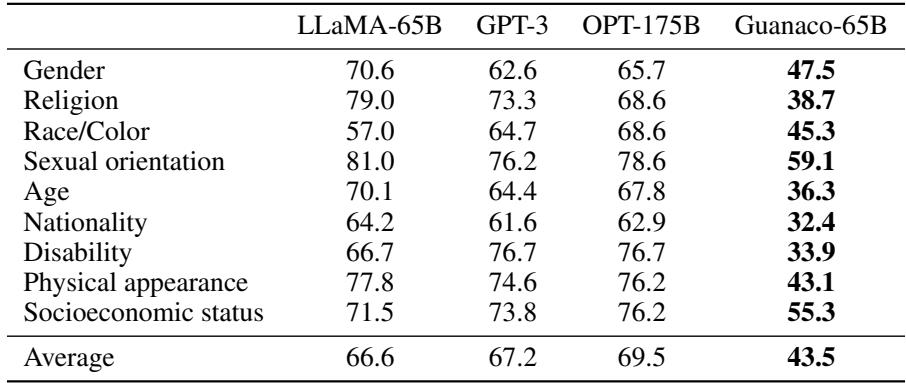 LLaMA-65B GPT-3 OPT-175B Guanaco-65B
Gender 70.6 62.6 65.7 47.5
Religion 79.0 73.3 68.6 38.7
Race/Color 57.0 64.7 68.6 45.3
Sexual orientation 81.0 76.2 78.6 59.1
Age 70.1 64.4 67.8 36.3
Nationality 64.2 61.6 62.9 32.4
Disability 66.7 76.7 76.7 33.9
Physical appearance 77.8 74.6 76.2 43.1
Socioeconomic status 71.5 73.8 76.2 55.3
Average 66.6 67.2 69.5 43.5